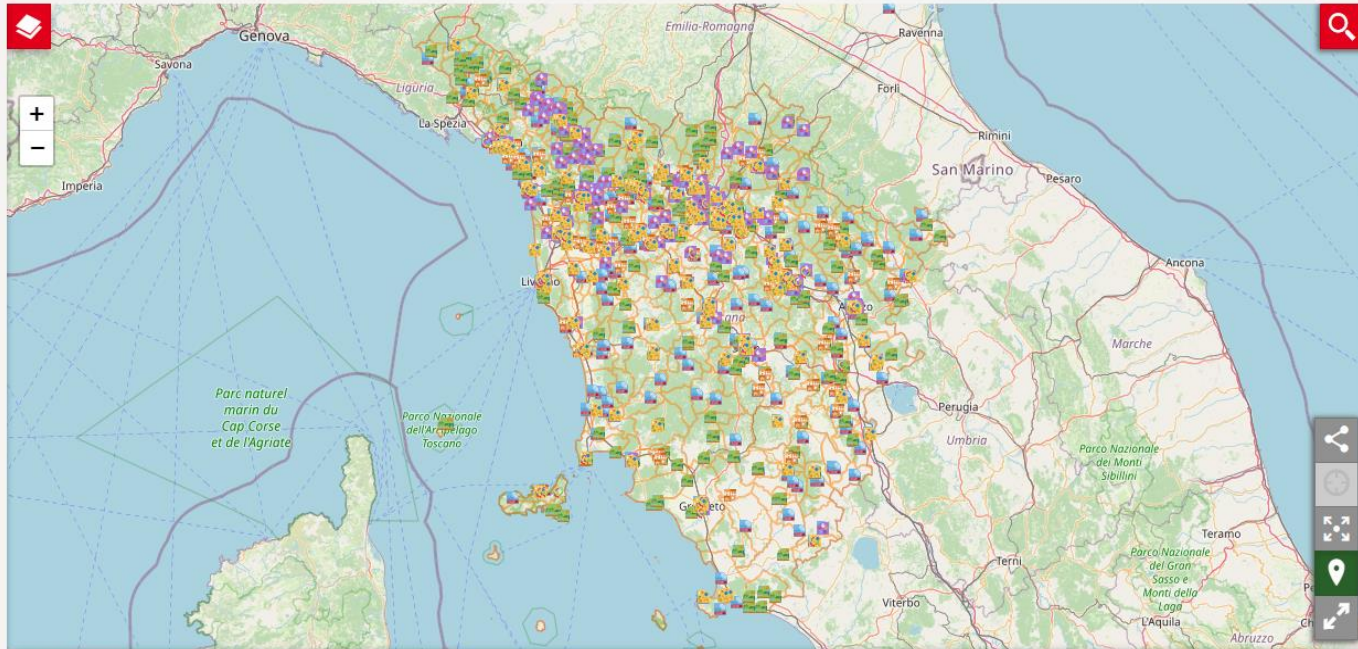 Emilia-Romagna
Ravenna
Genova
Savona
Forlì
Liguria
La Spezia
+
−
Rimini
San Marino
Pesaro
Imperia
Ancona
Marche
Parc naturel
marin du
Cap Corse
et de l'Agriate
Parco Nazionale
dell'Arcipelago
Toscano
Perugia
Umbria
Parco Nazionale
dei Monti
Sibillini
Teramo
Terni
Parco Nazionale
del Gran
Sasso e
Monti della
Laga
Viterbo
L'Aquila
Abruzzo